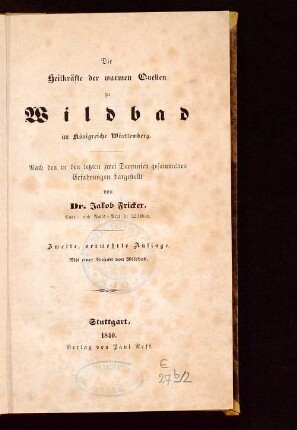 Die
Heilkräfte der warmen Quellen
zu
Wildbad
im Königreiche Württemberg.
Nach den in den letzten zwei Decennien gesammelten
Erfahrungen dargestellt
von
Dr. Jakob Fricker,
Zweite, vermehrte Auflage.
Mit einer Ansicht von Wildbad.
Stuttgart,
1840.
Verlag von Paul Neff.
E
27 b/2